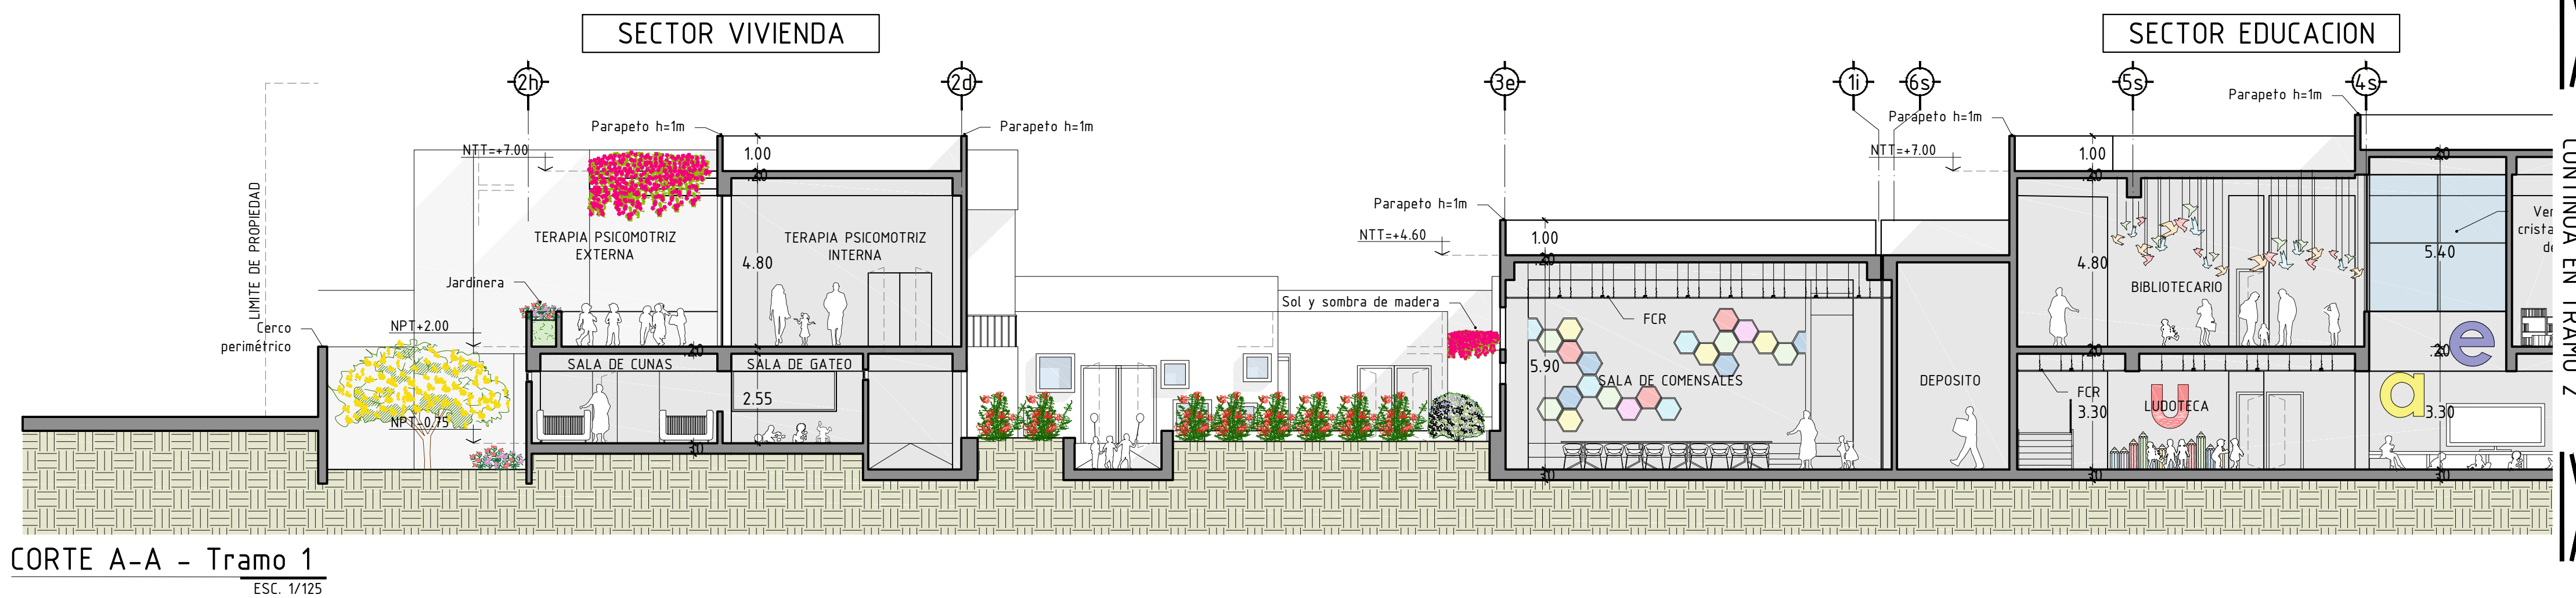 SECTOR VIVIENDA
SECTOR EDUCACION
2h
2d
3e
1i
6s
5s
4s
Parapeto h=1m
Parapeto h=1m
Parapeto h=1m
Parapeto h=1m
Parapeto h=1m
NTT=+7.00
NTT=+4.60
NTT=+7.00
1.00
.20
4.80
TERAPIA PSICOMOTRIZ
EXTERNA
TERAPIA PSICOMOTRIZ
INTERNA
LIMITE DE PROPIEDAD
Jardinera
Cerco
perimétrico
NPT+2.00
NPT-0.75
.20
SALA DE CUNAS
SALA DE GATEO
2.55
.30
Sol y sombra de madera
1.00
.20
FCR
5.90
SALA DE COMENSALES
.30
DEPOSITO
1.00
.20
4.80
BIBLIOTECARIO
.20
FCR
3.30
LUDOTECA
U
.30
.20
5.40
Ven
crista
de
.20
e
a
3.30
.30
CONTINUA EN TRAMO 2
CORTE A-A - Tramo 1
ESC. 1/125